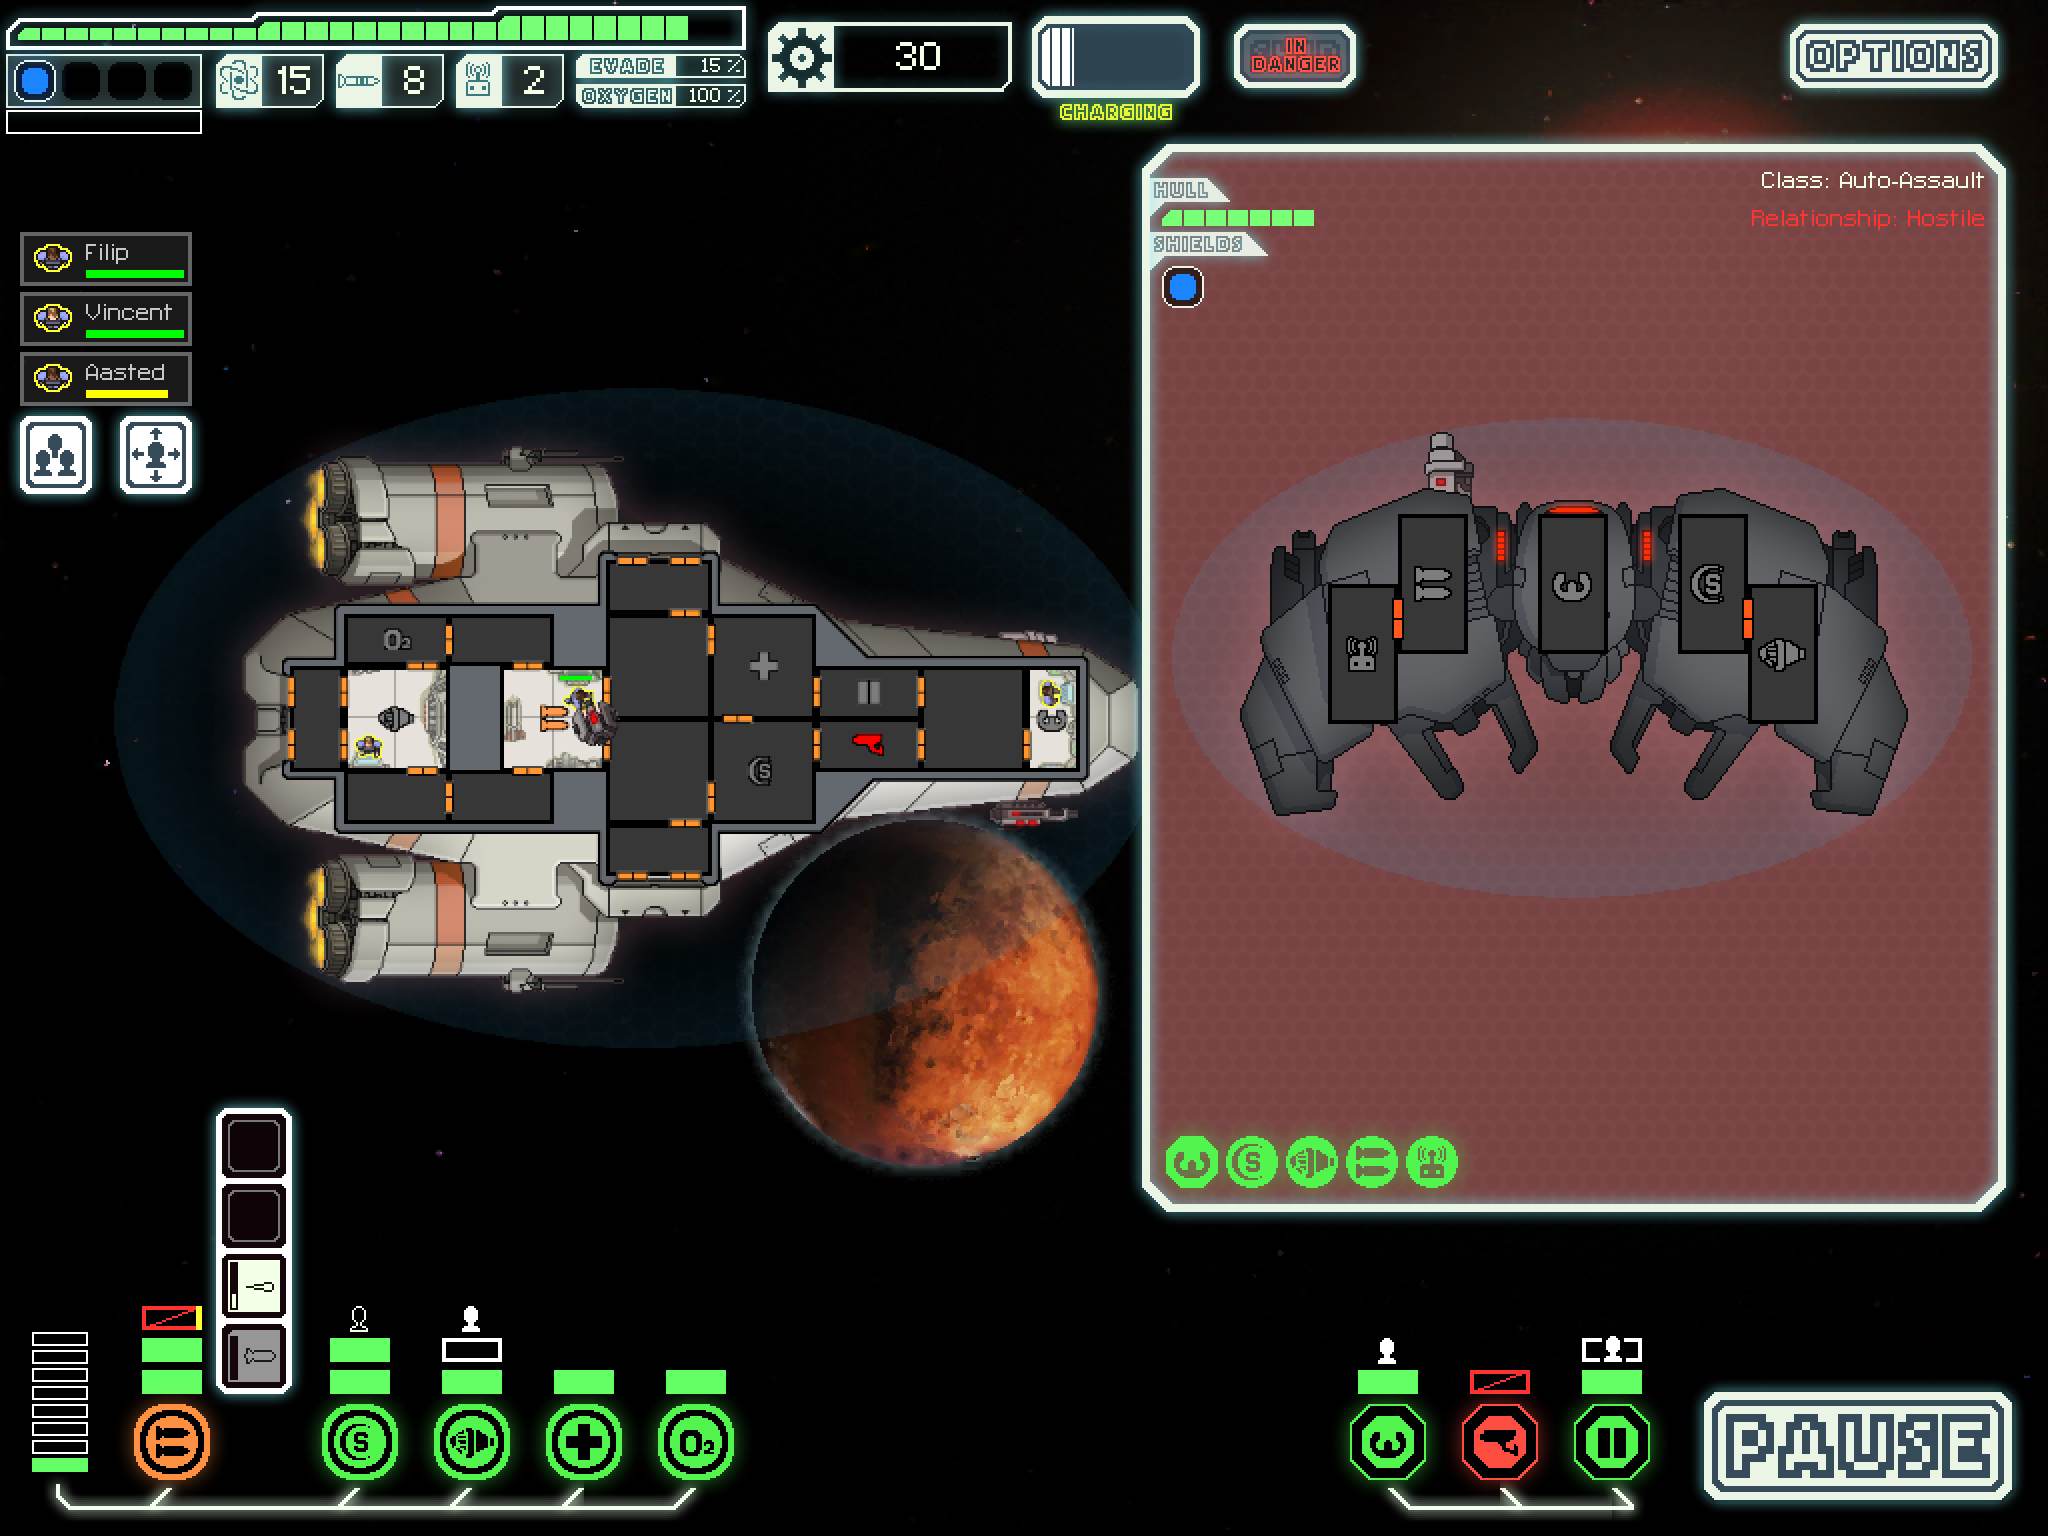 15
8
2
EVADE 15 %
OXYGEN 100 %
30
CHARGING
IN
DANGER
OPTIONS
HULL
Class: Auto-Assault
Relationship: Hostile
SHIELDS
Filip
Vincent
Aasted
O₂
S
S
S
O₂
PAUSE